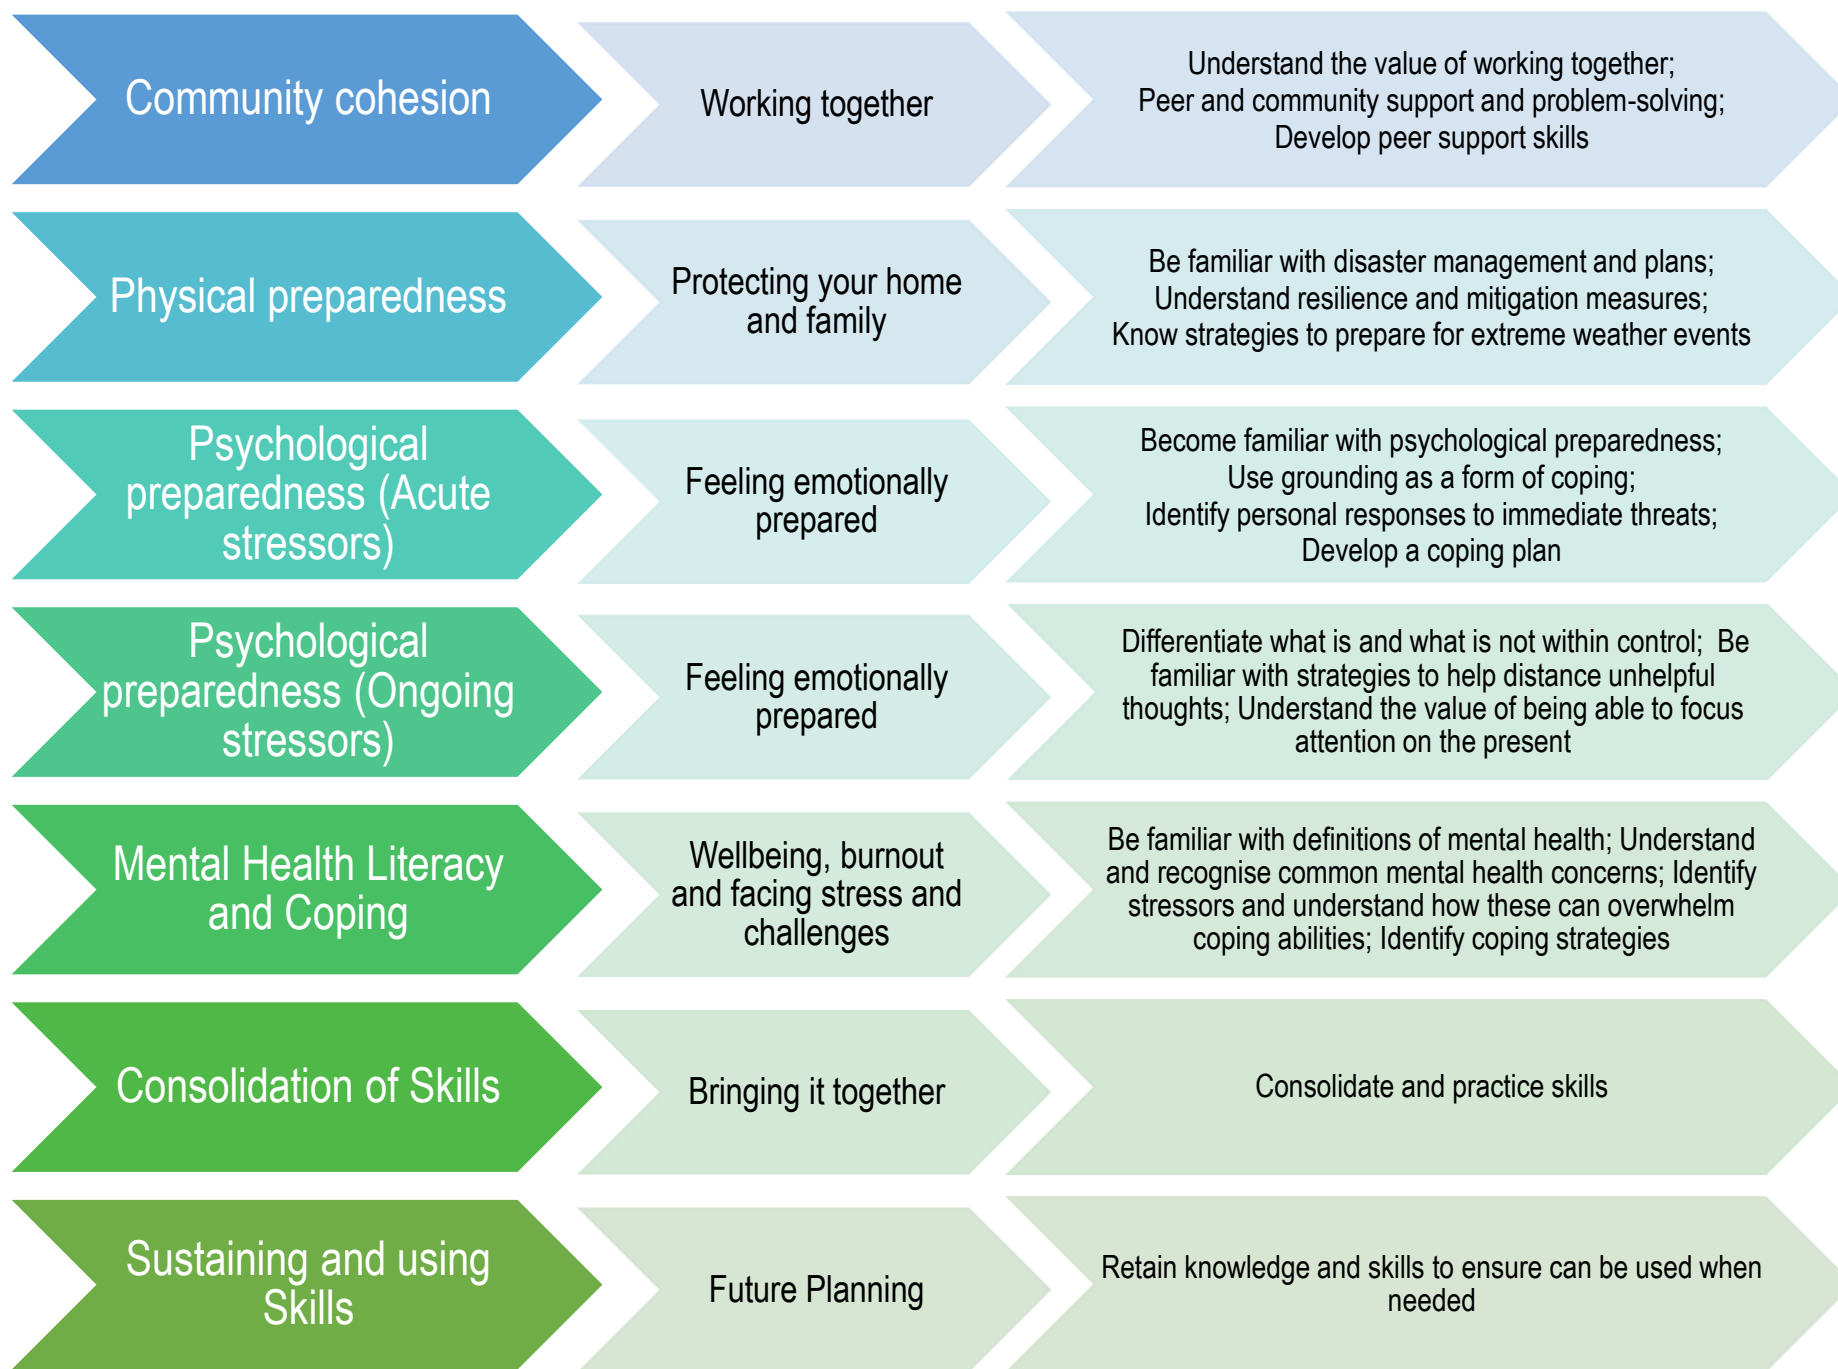 Community cohesion
Working together
Understand the value of working together;
Peer and community support and problem-solving;
Develop peer support skills
Physical preparedness
Protecting your home
and family
Be familiar with disaster management and plans;
Understand resilience and mitigation measures;
Know strategies to prepare for extreme weather events
Psychological
preparedness (Acute
stressors)
Feeling emotionally
prepared
Become familiar with psychological preparedness;
Use grounding as a form of coping;
Identify personal responses to immediate threats;
Develop a coping plan
Psychological
preparedness (Ongoing
stressors)
Feeling emotionally
prepared
Differentiate what is and what is not within control;  Be
familiar with strategies to help distance unhelpful
thoughts; Understand the value of being able to focus
attention on the present
Mental Health Literacy
and Coping
Wellbeing, burnout
and facing stress and
challenges
Be familiar with definitions of mental health; Understand
and recognise common mental health concerns; Identify
stressors and understand how these can overwhelm
coping abilities; Identify coping strategies
Consolidation of Skills
Bringing it together
Consolidate and practice skills
Sustaining and using
Skills
Future Planning
Retain knowledge and skills to ensure can be used when
needed